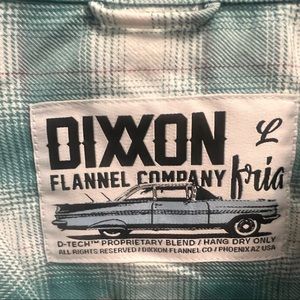 DIXXON
L
FLANNEL COMPANY
fria
D-TECH™ PROPRIETARY BLEND / HANG DRY ONLY
ALL RIGHTS RESERVED / DIXXON FLANNEL CO / PHOENIX AZ USA